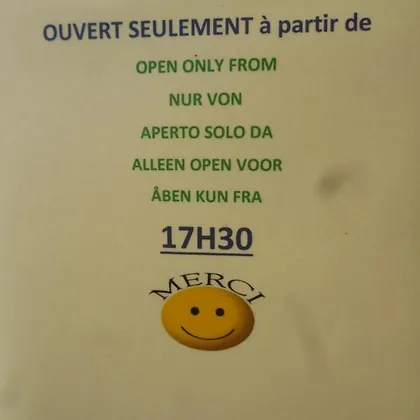 OUVERT SEULEMENT à partir de
OPEN ONLY FROM
NUR VON
APERTO SOLO DA
ALLEEN OPEN VOOR
ÅBEN KUN FRA
17H30
MERCI